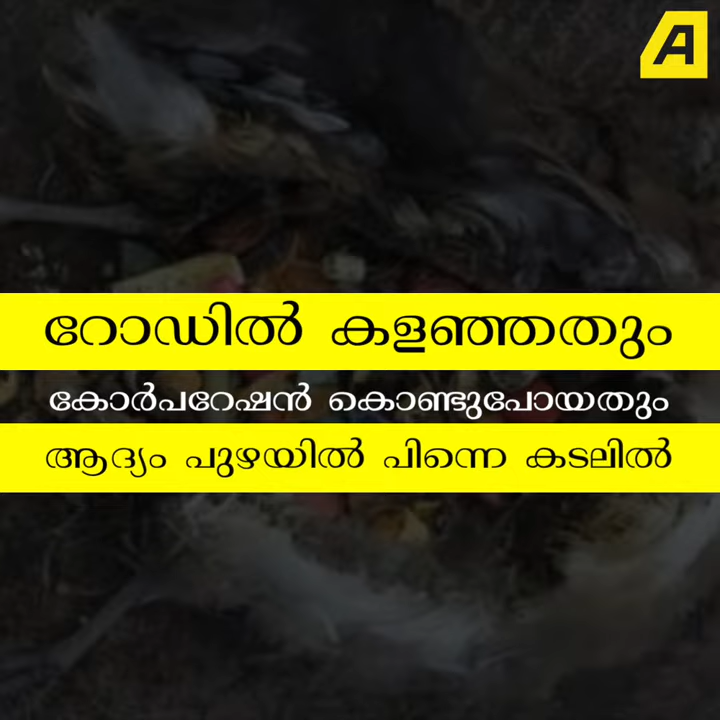 A
റോഡിൽ കളഞ്ഞതും
കോർപറേഷൻ കൊണ്ടുപോയതും
ആദ്യം പുഴയിൽ പിന്നെ കടലിൽ